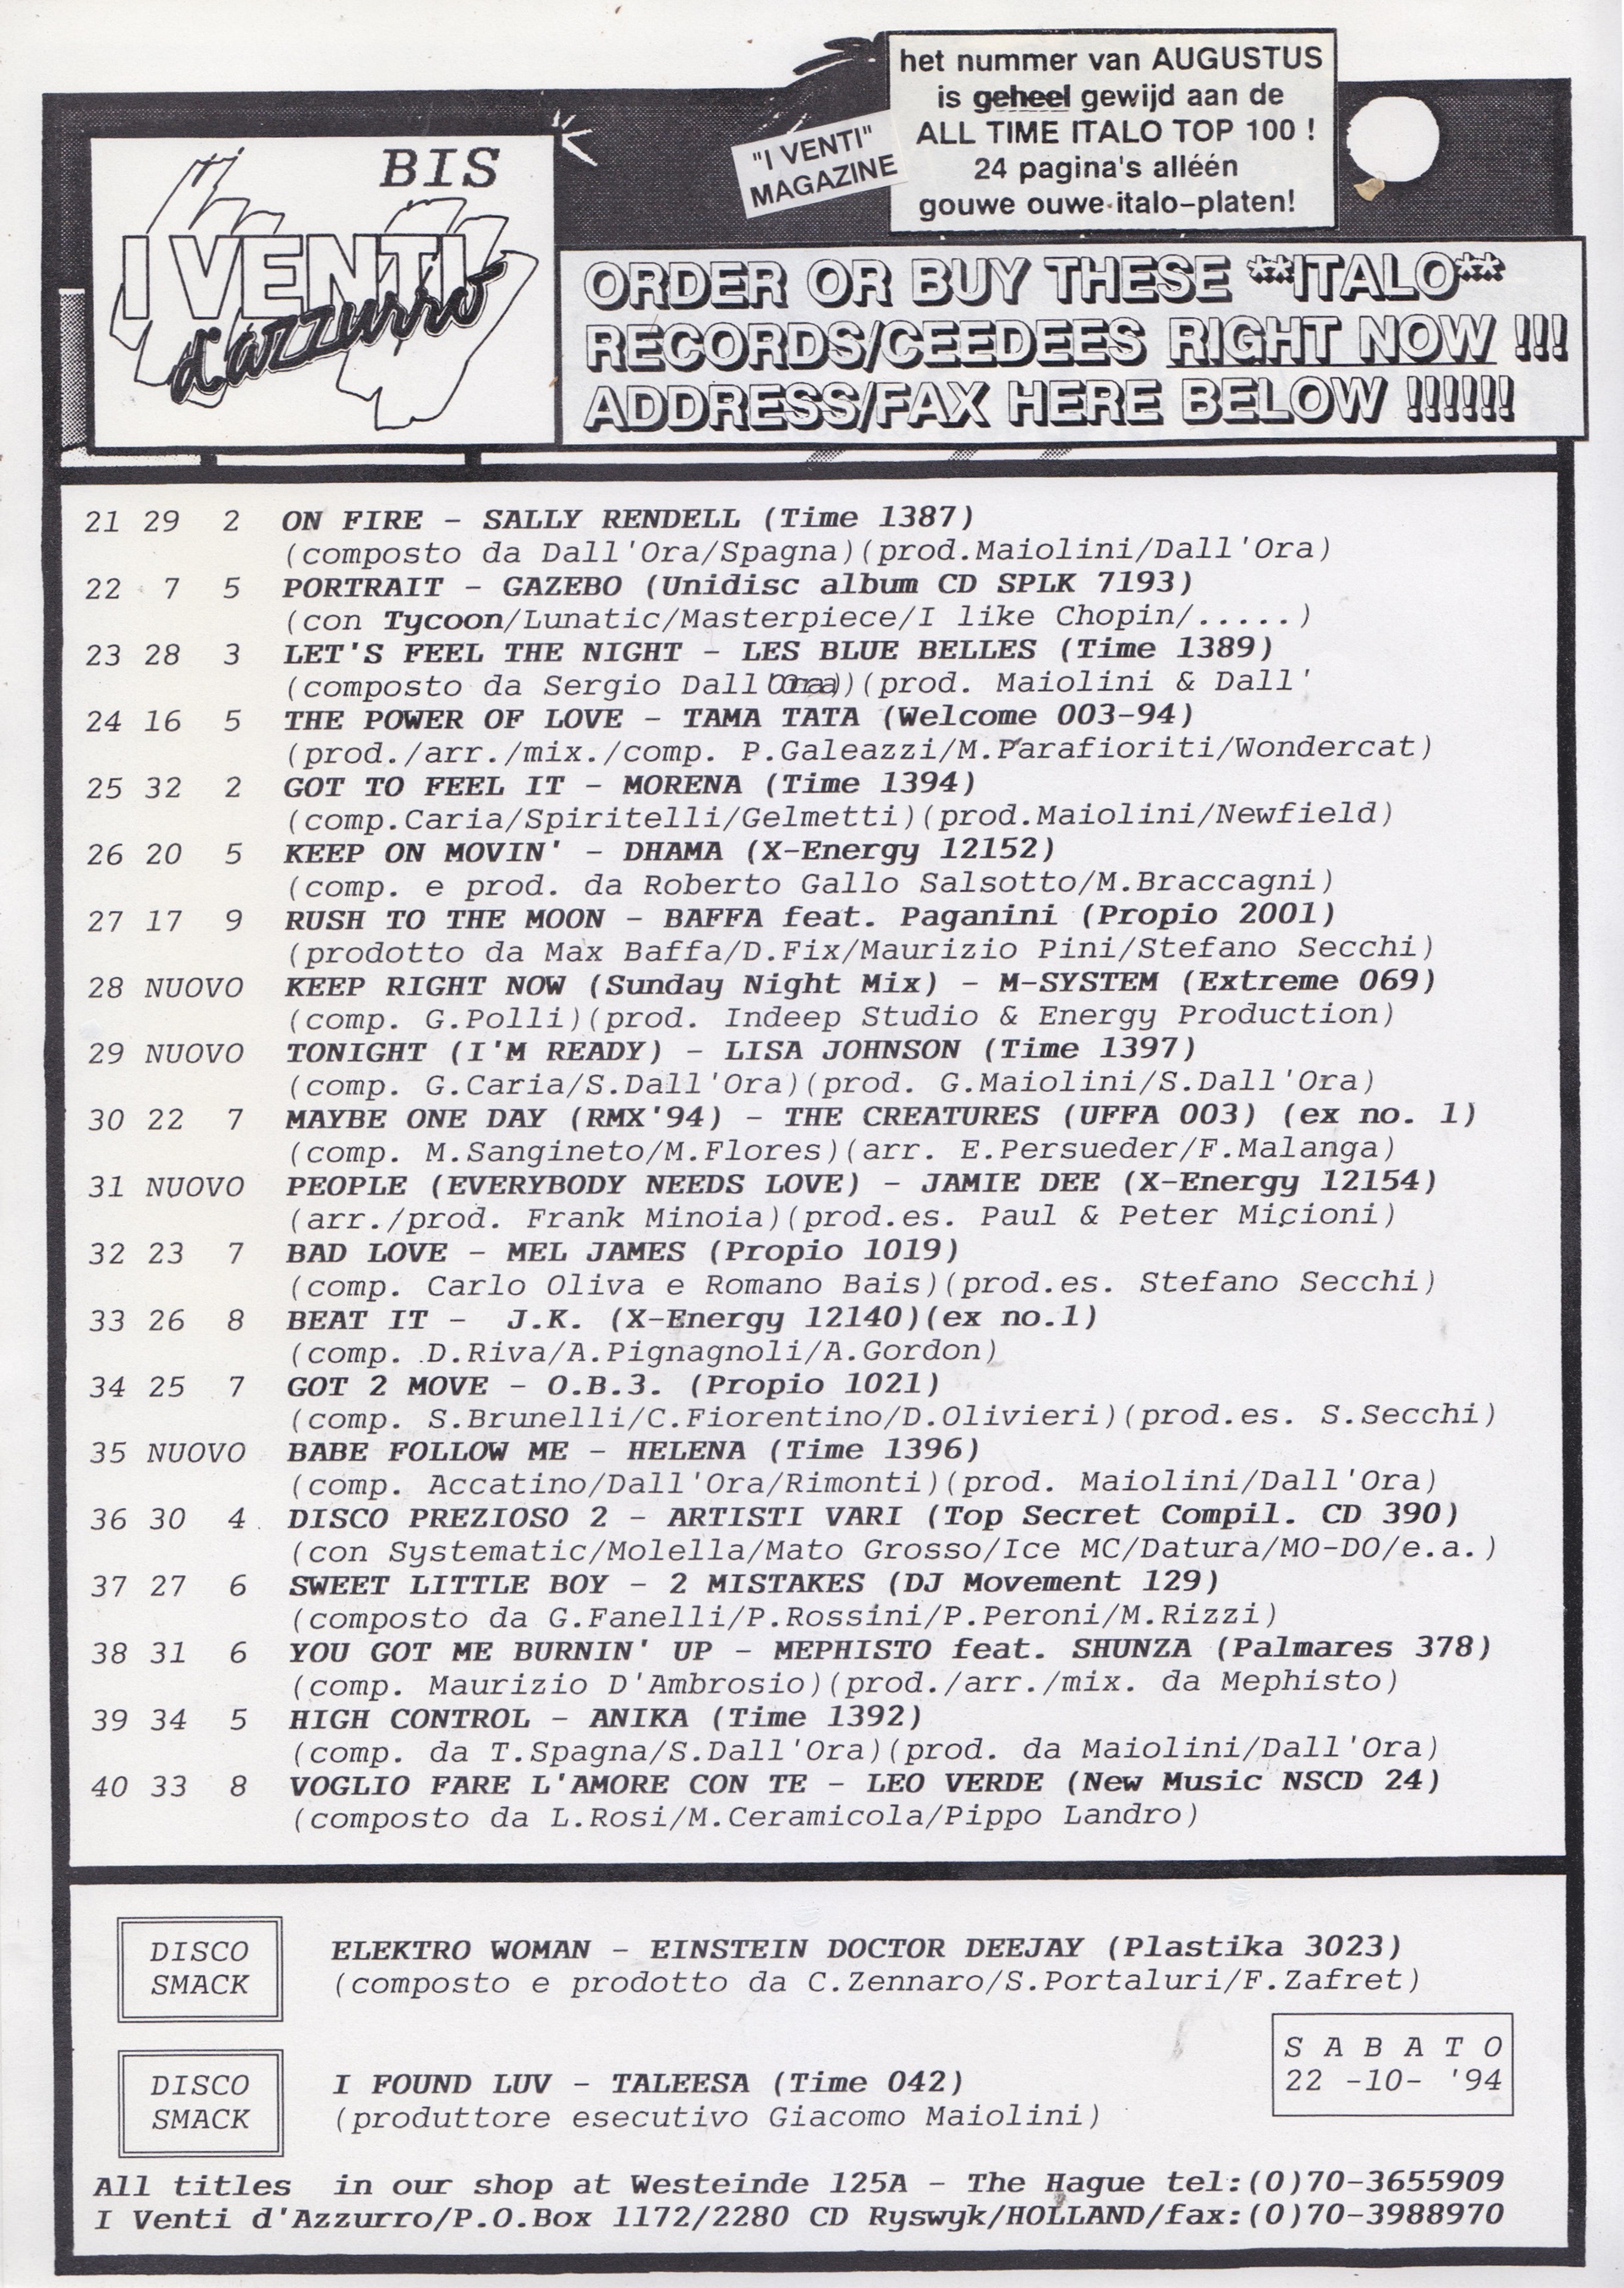 BIS
I VENTI
d'azzurro
"I VENTI"
MAGAZINE
het nummer van AUGUSTUS
is geheel gewijd aan de
ALL TIME ITALO TOP 100 !
24 pagina's alléén
gouwe ouwe italo-platen!
ORDER OR BUY THESE **ITALO**
RECORDS/CEEDEES RIGHT NOW !!!
ADDRESS/FAX HERE BELOW !!!!!!
21 29 2 ON FIRE - SALLY RENDELL (Time 1387)
(composto da Dall'Ora/Spagna)(prod.Maiolini/Dall'Ora)
22 7 5 PORTRAIT - GAZEBO (Unidisc album CD SPLK 7193)
(con Tycoon/Lunatic/Masterpiece/I like Chopin/.....)
23 28 3 LET'S FEEL THE NIGHT - LES BLUE BELLES (Time 1389)
(composto da Sergio Dall'Ora)(prod. Maiolini & Dall'
24 16 5 THE POWER OF LOVE - TAMA TATA (Welcome 003-94)
(prod./arr./mix./comp. P.Galeazzi/M.Parafioriti/Wondercat)
25 32 2 GOT TO FEEL IT - MORENA (Time 1394)
(comp.Caria/Spiritelli/Gelmetti)(prod.Maiolini/Newfield)
26 20 5 KEEP ON MOVIN' - DHAMA (X-Energy 12152)
(comp. e prod. da Roberto Gallo Salsotto/M.Braccagni)
27 17 9 RUSH TO THE MOON - BAFFA feat. Paganini (Propio 2001)
(prodotto da Max Baffa/D.Fix/Maurizio Pini/Stefano Secchi)
28 NUOVO KEEP RIGHT NOW (Sunday Night Mix) - M-SYSTEM (Extreme 069)
(comp. G.Polli)(prod. Indeep Studio & Energy Production)
29 NUOVO TONIGHT (I'M READY) - LISA JOHNSON (Time 1397)
(comp. G.Caria/S.Dall'Ora)(prod. G.Maiolini/S.Dall'Ora)
30 22 7 MAYBE ONE DAY (RMX'94) - THE CREATURES (UFFA 003) (ex no. 1)
(comp. M.Sangineto/M.Flores)(arr. E.Persueder/F.Malanga)
31 NUOVO PEOPLE (EVERYBODY NEEDS LOVE) - JAMIE DEE (X-Energy 12154)
(arr./prod. Frank Minoia)(prod.es. Paul & Peter Micioni)
32 23 7 BAD LOVE - MEL JAMES (Propio 1019)
(comp. Carlo Oliva e Romano Bais)(prod.es. Stefano Secchi)
33 26 8 BEAT IT - J.K. (X-Energy 12140)(ex no.1)
(comp. D.Riva/A.Pignagnoli/A.Gordon)
34 25 7 GOT 2 MOVE - O.B.3. (Propio 1021)
(comp. S.Brunelli/C.Fiorentino/D.Olivieri)(prod.es. S.Secchi)
35 NUOVO BABE FOLLOW ME - HELENA (Time 1396)
(comp. Accatino/Dall'Ora/Rimonti)(prod. Maiolini/Dall'Ora)
36 30 4 DISCO PREZIOSO 2 - ARTISTI VARI (Top Secret Compil. CD 390)
(con Systematic/Molella/Mato Grosso/Ice MC/Datura/MO-DO/e.a.)
37 27 6 SWEET LITTLE BOY - 2 MISTAKES (DJ Movement 129)
(composto da G.Fanelli/P.Rossini/P.Peroni/M.Rizzi)
38 31 6 YOU GOT ME BURNIN' UP - MEPHISTO feat. SHUNZA (Palmares 378)
(comp. Maurizio D'Ambrosio)(prod./arr./mix. da Mephisto)
39 34 5 HIGH CONTROL - ANIKA (Time 1392)
(comp. da T.Spagna/S.Dall'Ora)(prod. da Maiolini/Dall'Ora)
40 33 8 VOGLIO FARE L'AMORE CON TE - LEO VERDE (New Music NSCD 24)
(composto da L.Rosi/M.Ceramicola/Pippo Landro)
DISCO
SMACK
ELEKTRO WOMAN - EINSTEIN DOCTOR DEEJAY (Plastika 3023)
(composto e prodotto da C.Zennaro/S.Portaluri/F.Zafret)
DISCO
SMACK
I FOUND LUV - TALEESA (Time 042)
(produttore esecutivo Giacomo Maiolini)
S A B A T O
22 -10- '94
All titles in our shop at Westeinde 125A - The Hague tel:(0)70-3655909
I Venti d'Azzurro/P.O.Box 1172/2280 CD Ryswyk/HOLLAND/fax:(0)70-3988970